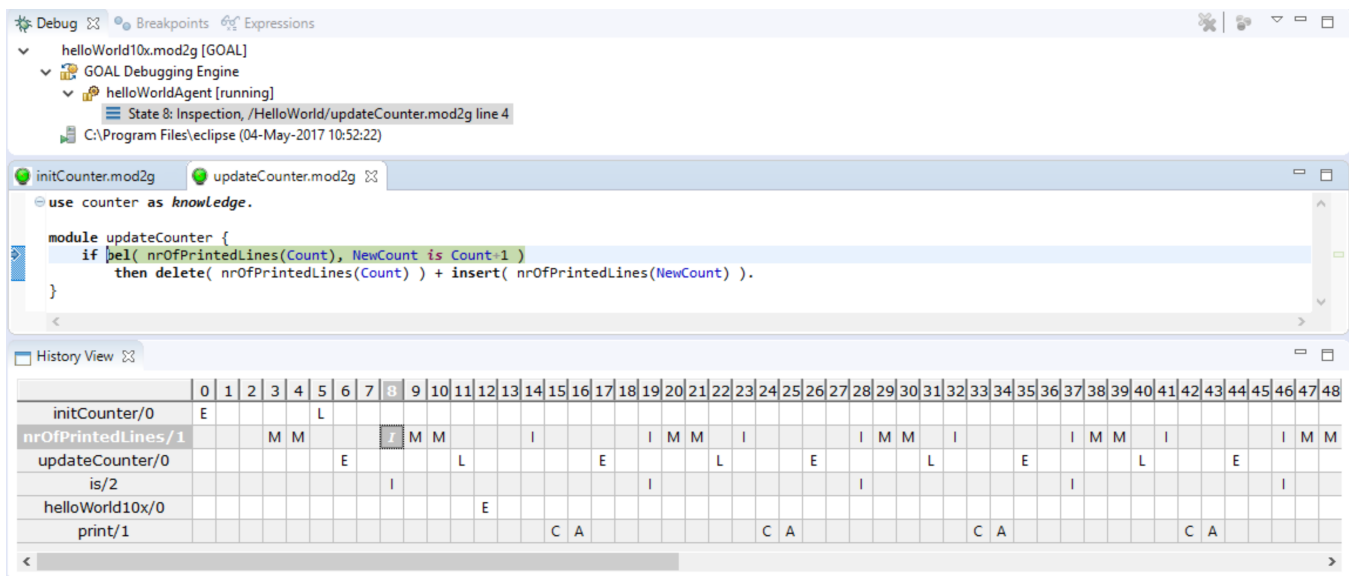 Debug Breakpoints Expressions
helloWorld10x.mod2g [GOAL]
GOAL Debugging Engine
helloWorldAgent [running]
State 8: Inspection, /HelloWorld/updateCounter.mod2g line 4
C:\Program Files\eclipse (04-May-2017 10:52:22)
initCounter.mod2g updateCounter.mod2g
use counter as knowledge.
module updateCounter {
if bel( nrOfPrintedLines(Count), NewCount is Count+1 )
then delete( nrOfPrintedLines(Count) ) + insert( nrOfPrintedLines(NewCount) ).
}
History View
0 1 2 3 4 5 6 7 8 9 10 11 12 13 14 15 16 17 18 19 20 21 22 23 24 25 26 27 28 29 30 31 32 33 34 35 36 37 38 39 40 41 42 43 44 45 46 47 48
initCounter/0 E L
nrOfPrintedLines/1 M M I M M I I M M I I M M I I M M I I M M
updateCounter/0 E L E L E L E L E
is/2 I I I I I
helloWorld10x/0 E
print/1 C A C A C A C A